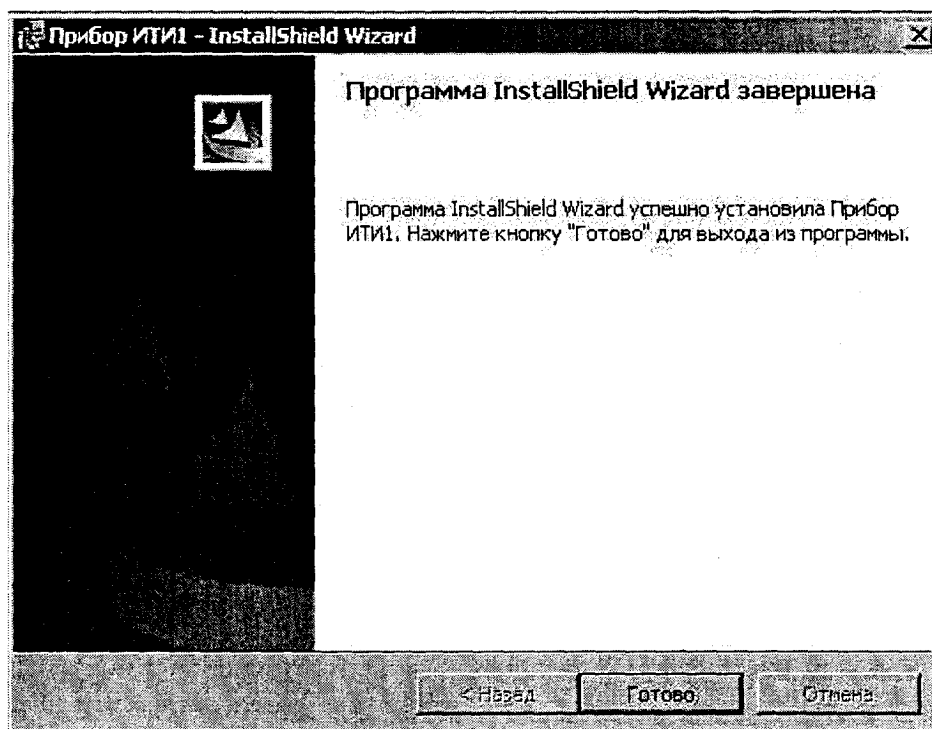 Прибор ИТИ1 - InstallShield Wizard
Программа InstallShield Wizard завершена
Программа InstallShield Wizard успешно установила Прибор
ИТИ1. Нажмите кнопку "Готово" для выхода из программы.
< Назад Готово Отмена